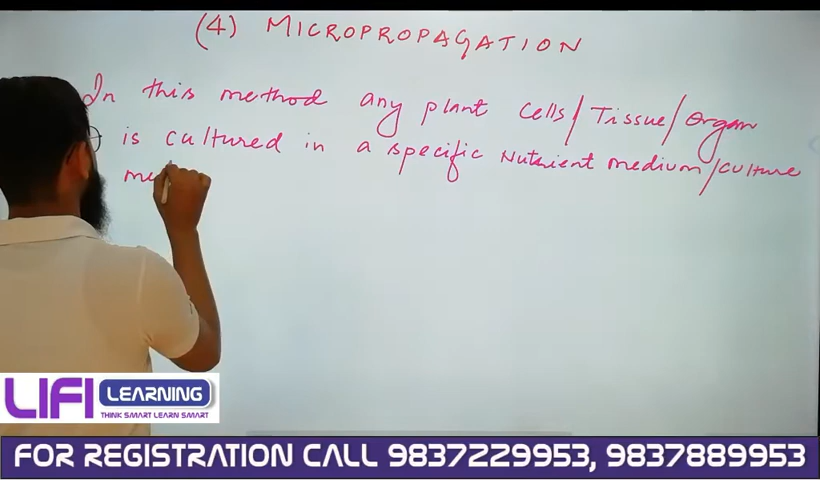 (4) MICROPROPAGATION
In this method any plant cells/Tissue/Organ
is cultured in a specific Nutrient medium/culture
me
LIFI LEARNING
THINK SMART LEARN SMART
FOR REGISTRATION CALL 9837229953, 9837889953